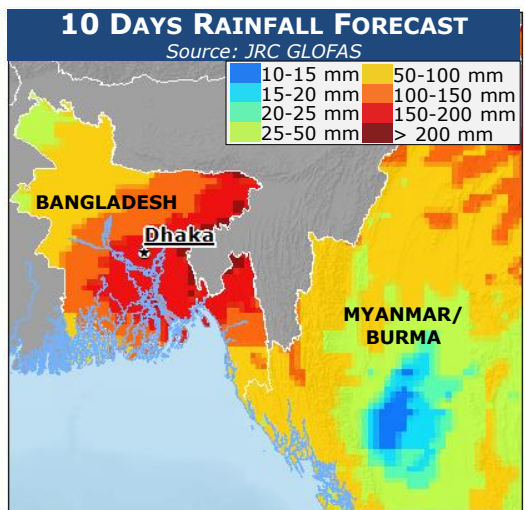 10 DAYS RAINFALL FORECAST
Source: JRC GLOFAS
10-15 mm
15-20 mm
20-25 mm
25-50 mm
50-100 mm
100-150 mm
150-200 mm
> 200 mm
BANGLADESH
Dhaka
MYANMAR/
BURMA